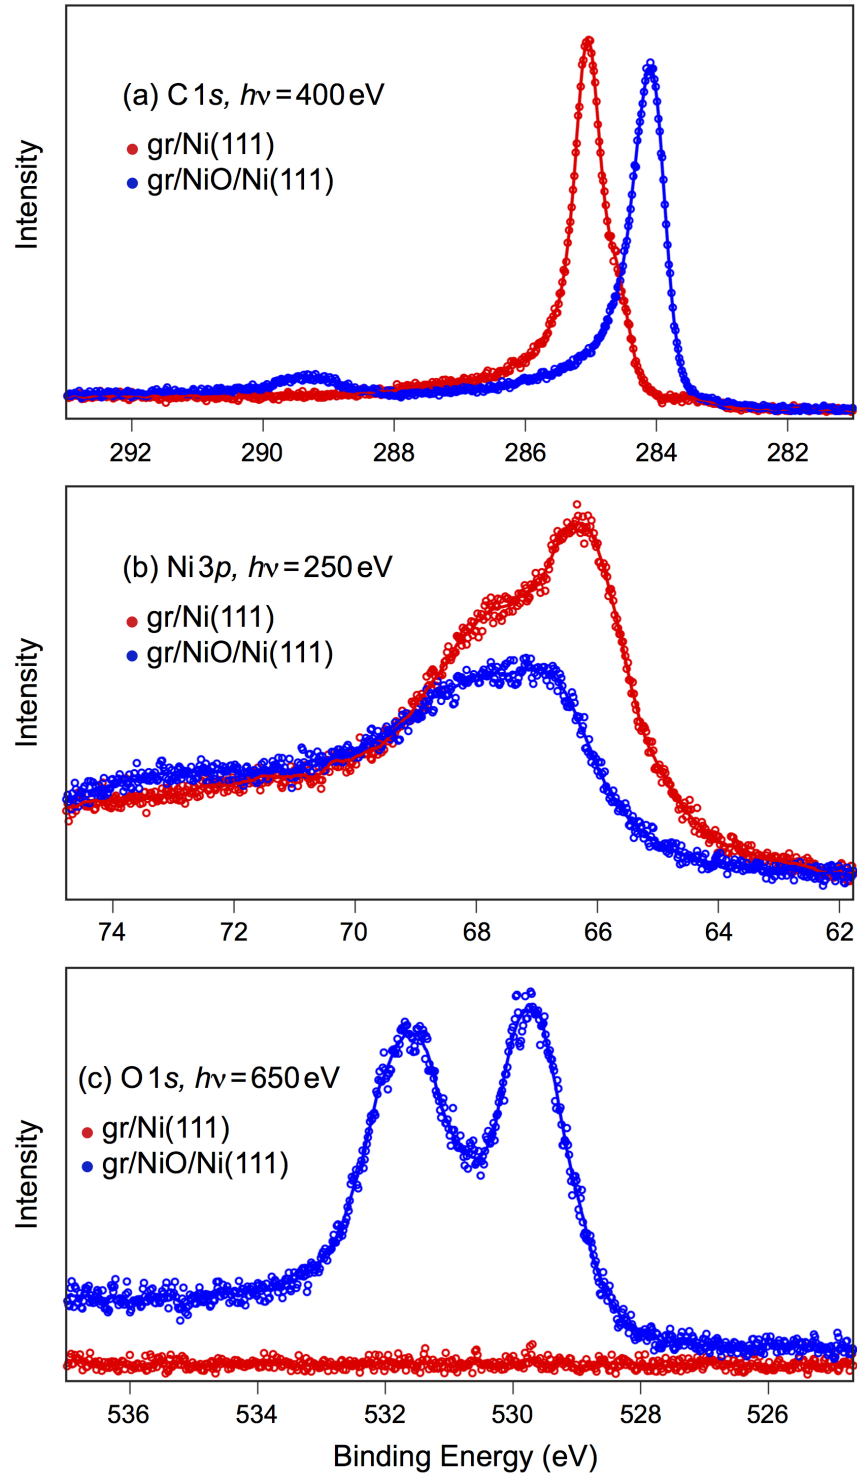 (a) C 1s, hν = 400 eV
gr/Ni(111)
gr/NiO/Ni(111)
Intensity
292 290 288 286 284 282
(b) Ni 3p, hν = 250 eV
gr/Ni(111)
gr/NiO/Ni(111)
Intensity
74 72 70 68 66 64 62
(c) O 1s, hν = 650 eV
gr/Ni(111)
gr/NiO/Ni(111)
Intensity
536 534 532 530 528 526
Binding Energy (eV)